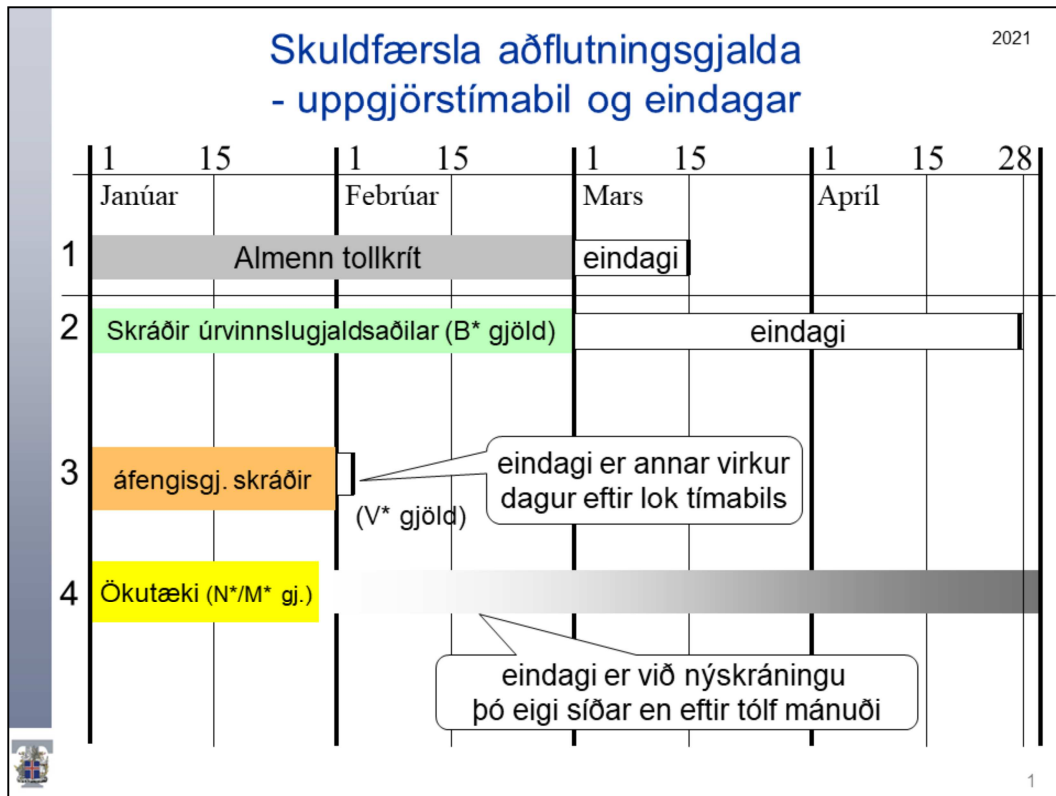 2021
Skuldfærsla aðflutningsgjalda
- uppgjörstímabil og eindagar
1 15 1 15 1 15 1 15 28
Janúar Febrúar Mars Apríl
1 Almenn tollkrít eindagi
2 Skráðir úrvinnslugjaldsaðilar (B* gjöld) eindagi
3 áfengisgj. skráðir
eindagi er annar virkur
dagur eftir lok tímabils
(V* gjöld)
4 Ökutæki (N*/M* gj.)
eindagi er við nýskráningu
þó eigi síðar en eftir tólf mánuði
1